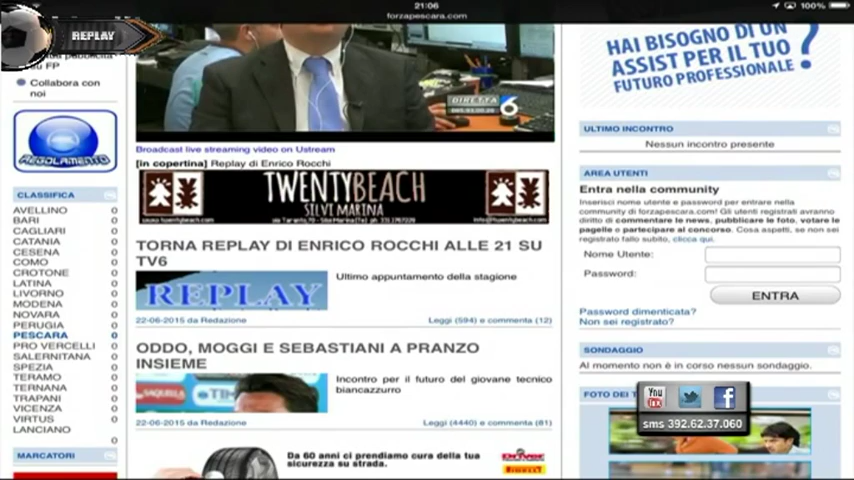 21:06
100%
forzapescara.com
REPLAY
su FP
Collabora con
noi
REGOLAMENTO
CLASSIFICA
AVELLINO 0
BARI 0
CAGLIARI 0
CATANIA 0
CESENA 0
COMO 0
CROTONE 0
LATINA 0
LIVORNO 0
MODENA 0
NOVARA 0
PERUGIA 0
PESCARA 0
PRO VERCELLI 0
SALERNITANA 0
SPEZIA 0
TERAMO 0
TERNANA 0
TRAPANI 0
VICENZA 0
VIRTUS 0
LANCIANO
0
MARCATORI
DIRETTA 6
Broadcast live streaming video on Ustream
[in copertina] Replay di Enrico Rocchi
TWENTYBEACH
SILVI MARINA
TORNA REPLAY DI ENRICO ROCCHI ALLE 21 SU
TV6
REPLAY
Ultimo appuntamento della stagione
22-06-2015 da Redazione
Leggi (594) e commenta (12)
ODDO, MOGGI E SEBASTIANI A PRANZO
INSIEME
SAQUELLA
Incontro per il futuro del giovane tecnico
biancazzurro
22-06-2015 da Redazione
Leggi (4440) e commenta (81)
Da 60 anni ci prendiamo cura della tua
sicurezza su strada.
DRIVER
PIRELLI
HAI BISOGNO DI UN
ASSIST PER IL TUO
FUTURO PROFESSIONALE?
ULTIMO INCONTRO
Nessun incontro presente
AREA UTENTI
Entra nella community
Inserisci nome utente e password per entrare nella
community di forzapescara.com! Gli utenti registrati avranno
diritto di commentare le news, pubblicare le foto, votare le
pagelle e partecipare al concorso. Cosa aspetti, se non sei
registrato fallo subito, clicca qui.
Nome Utente:
Password:
ENTRA
Password dimenticata?
Non sei registrato?
SONDAGGIO
Al momento non è in corso nessun sondaggio.
FOTO DEI T
You
sms 392.62.37.060